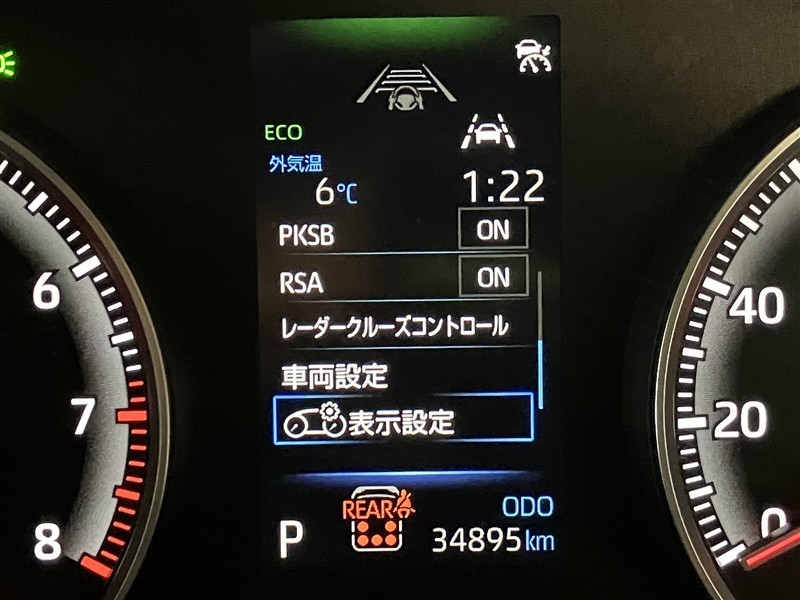 ECO
外気温
6℃ 1:22
PKSB ON
RSA ON
レーダークルーズコントロール
車両設定
表示設定
REAR
P
ODO
34895km
6
7
8
40
20
0